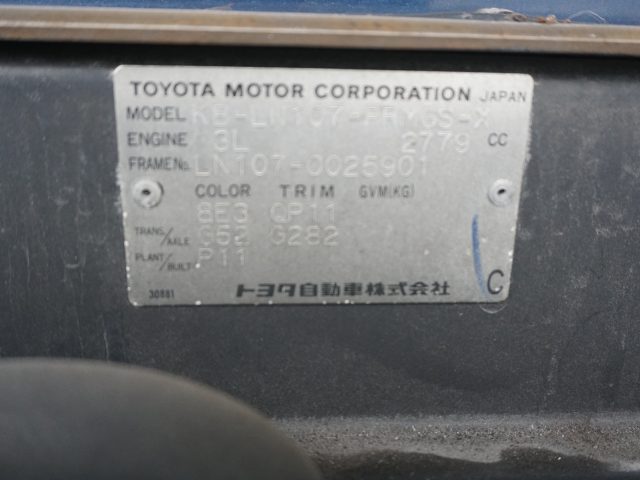 TOYOTA MOTOR CORPORATION JAPAN
MODEL KB-LN107-PRMGS-X
ENGINE 3L 2779 CC
FRAME No. LN107-0025901
COLOR TRIM GVM(KG)
8E3 QP11
TRANS./AXLE G52 G282
PLANT/BUILT P11
30881 トヨタ自動車株式会社 C